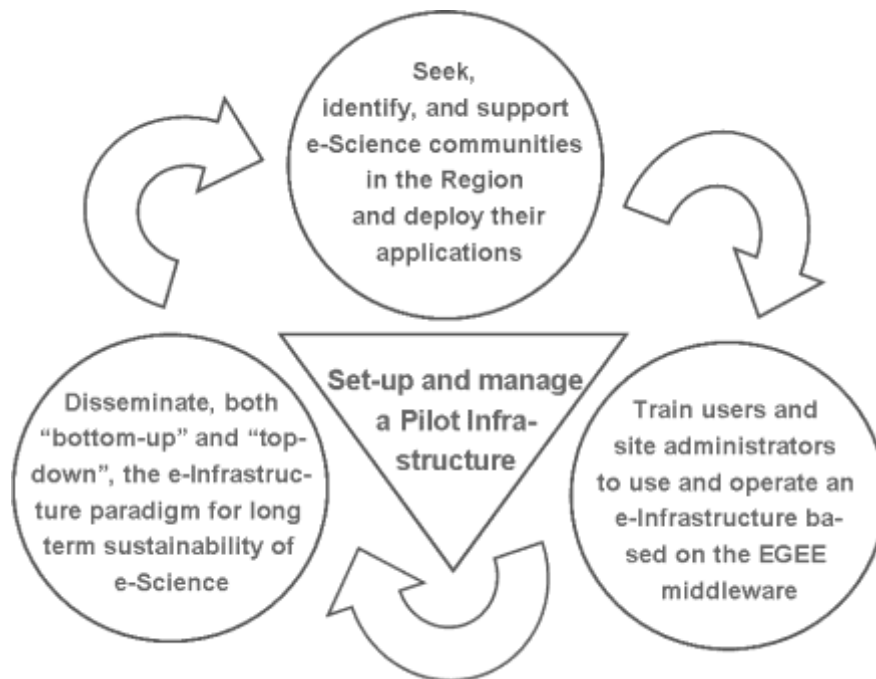 Seek,
identify, and support
e-Science communities
in the Region
and deploy their
applications
Set-up and manage
a Pilot Infra-
structure
Disseminate, both
“bottom-up” and “top-
down”, the e-Infrastruc-
ture paradigm for long
term sustainability of
e-Science
Train users and
site administrators
to use and operate an
e-Infrastructure ba-
sed on the EGEE
middleware